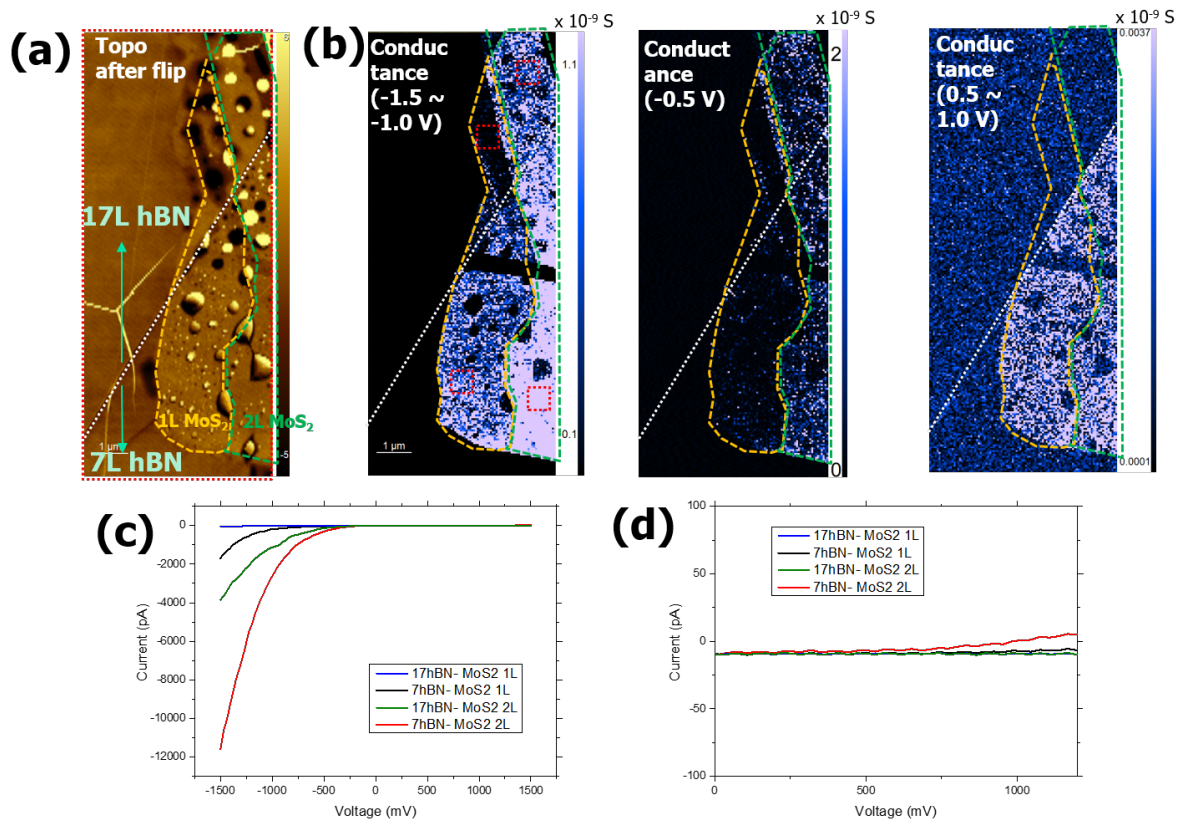 (a)
Topo
after flip
17L hBN
1L MoS2
2L MoS2
1 µm
7L hBN
-5
(b)
x 10-9 S
Conduc
tance
(-1.5 ~
-1.0 V)
1.1
0.1
1 µm
x 10-9 S
Conduct
ance
(-0.5 V)
2
0
x 10-9 S
Conduc
tance
(0.5 ~
1.0 V)
0.0037
0.0001
(c)
0
-2000
-4000
-6000
-8000
-10000
-12000
Current (pA)
17hBN- MoS2 1L
7hBN- MoS2 1L
17hBN- MoS2 2L
7hBN- MoS2 2L
-1500 -1000 -500 0 500 1000 1500
Voltage (mV)
(d)
100
50
0
-50
-100
Current (pA)
17hBN- MoS2 1L
7hBN- MoS2 1L
17hBN- MoS2 2L
7hBN- MoS2 2L
0 500 1000
Voltage (mV)